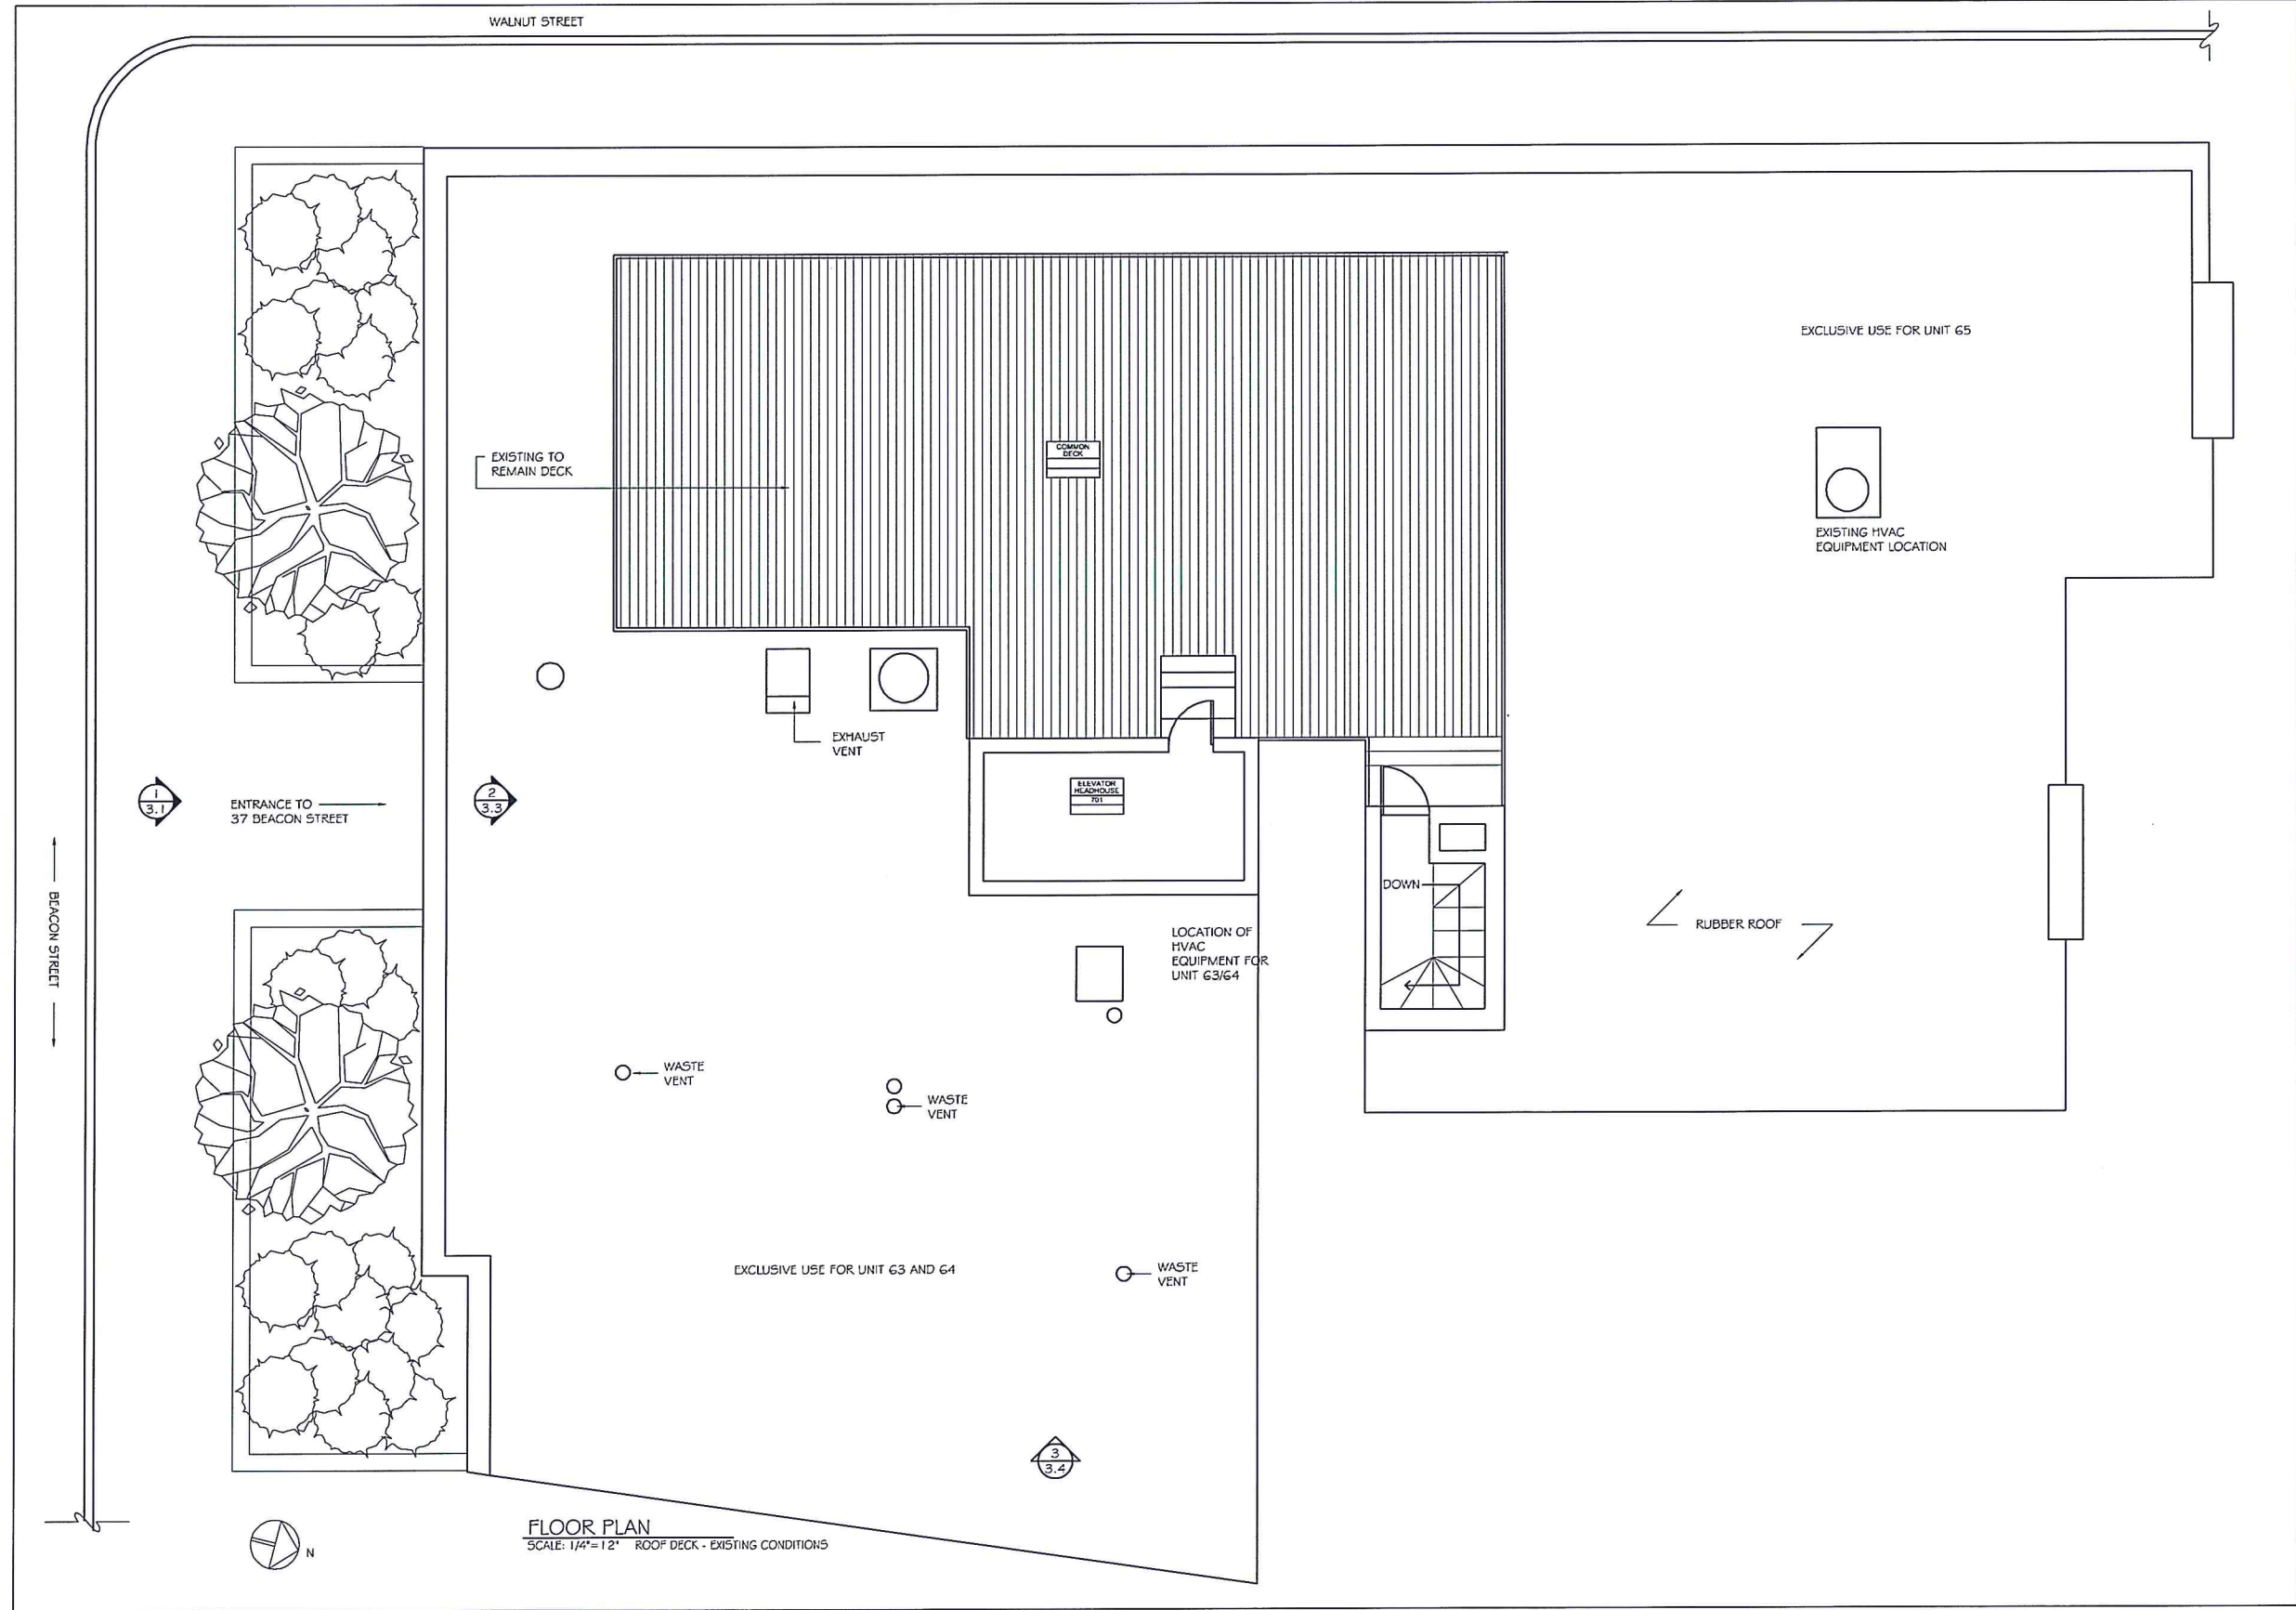 WALNUT STREET
EXCLUSIVE USE FOR UNIT 65
EXISTING TO
REMAIN DECK
COMMON
DECK
EXISTING HVAC
EQUIPMENT LOCATION
EXHAUST
VENT
ELEVATOR
HEADHOUSE
701
1
3.1
ENTRANCE TO
37 BEACON STREET
2
3.3
BEACON STREET
DOWN
RUBBER ROOF
LOCATION OF
HVAC
EQUIPMENT FOR
UNIT 63/64
WASTE
VENT
WASTE
VENT
EXCLUSIVE USE FOR UNIT 63 AND 64
WASTE
VENT
3
3.4
N
FLOOR PLAN
SCALE: 1/4"=12" ROOF DECK - EXISTING CONDITIONS